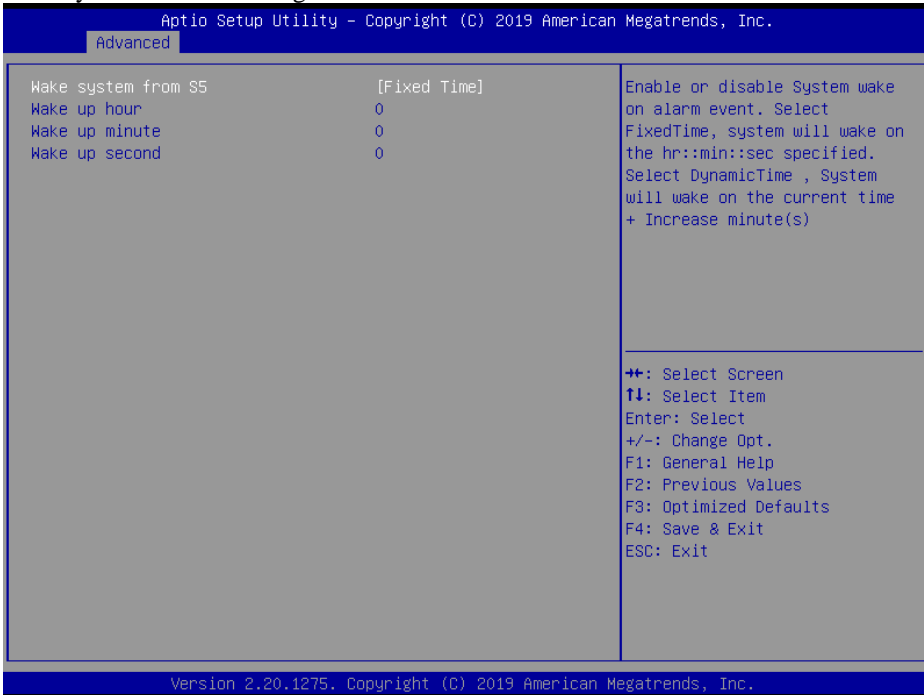 Aptio Setup Utility – Copyright (C) 2019 American Megatrends, Inc.
Advanced
Wake system from S5 [Fixed Time]
Wake up hour 0
Wake up minute 0
Wake up second 0
Enable or disable System wake
on alarm event. Select
FixedTime, system will wake on
the hr::min::sec specified.
Select DynamicTime , System
will wake on the current time
+ Increase minute(s)
→←: Select Screen
↑↓: Select Item
Enter: Select
+/-: Change Opt.
F1: General Help
F2: Previous Values
F3: Optimized Defaults
F4: Save & Exit
ESC: Exit
Version 2.20.1275. Copyright (C) 2019 American Megatrends, Inc.